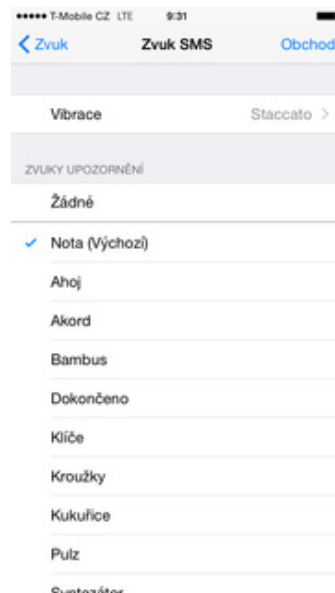 T-Mobile CZ LTE 9:31
Zvuk Zvuk SMS Obchod
Vibrace Staccato
ZVUKY UPOZORNĚNÍ
Žádné
Nota (Výchozí)
Ahoj
Akord
Bambus
Dokončeno
Klíče
Kroužky
Kukuřice
Pulz
Syntezátor